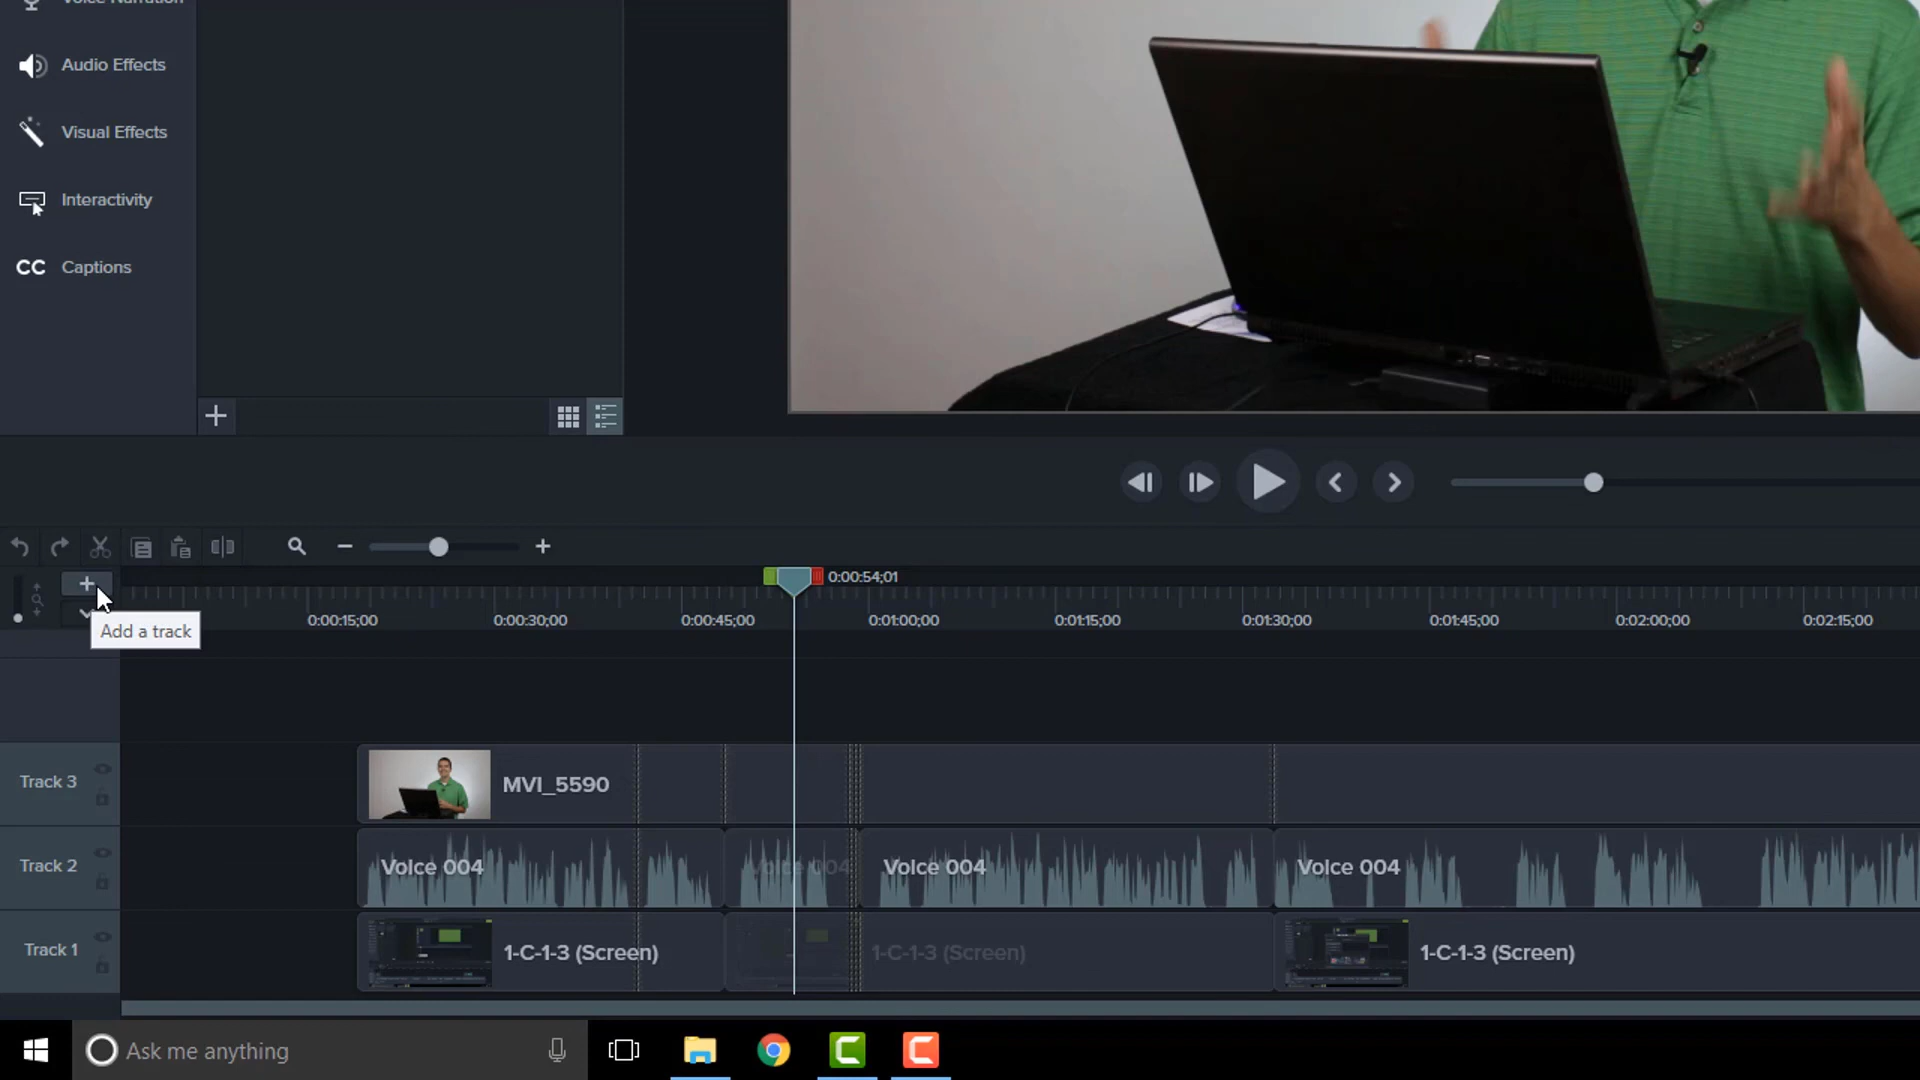 Voice Narration
Audio Effects
Visual Effects
Interactivity
CC Captions
0:00:54;01
Add a track
0:00:15;00
0:00:30;00
0:00:45;00
0:01:00;00
0:01:15;00
0:01:30;00
0:01:45;00
0:02:00;00
0:02:15;00
Track 3
MVI_5590
Track 2
Voice 004
Voice 004
Voice 004
Voice 004
Track 1
1-C-1-3 (Screen)
1-C-1-3 (Screen)
1-C-1-3 (Screen)
Ask me anything